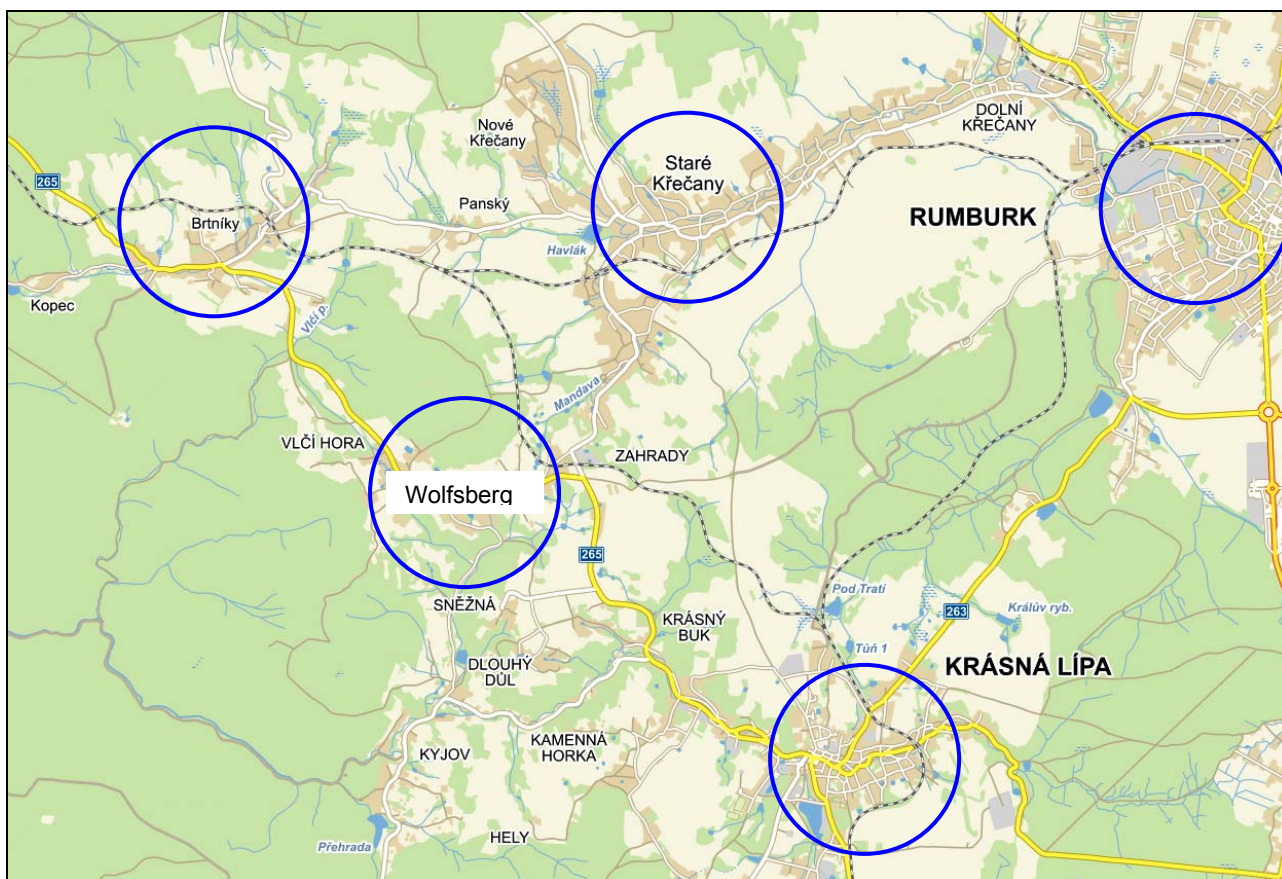 Nové
Křečany
Staré
Křečany
DOLNÍ
KŘEČANY
265
Brtníky
Panský
Havlák
RUMBURK
Kopec
Vlčí p.
Mandava
VLČÍ HORA
ZAHRADY
Wolfsberg
265
SNĚŽNÁ
KRÁSNÝ
BUK
Pod Tratí
263
Králův ryb.
Tůň 1
DLOUHÝ
DŮL
KRÁSNÁ LÍPA
KYJOV
KAMENNÁ
HORKA
HELY
Přehrada